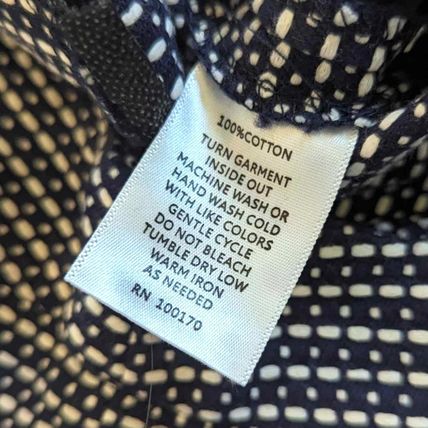 100%COTTON
TURN GARMENT
INSIDE OUT
MACHINE WASH OR
HAND WASH COLD
WITH LIKE COLORS
GENTLE CYCLE
DO NOT BLEACH
TUMBLE DRY LOW
WARM IRON
AS NEEDED
RN 100170